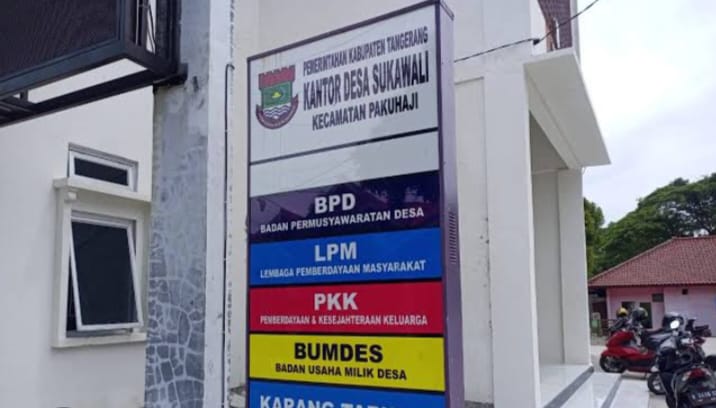 PEMERINTAHAN KABUPATEN TANGERANG
KANTOR DESA SUKAWALI
KECAMATAN PAKUHAJI
BPD
BADAN PERMUSYAWARATAN DESA
LPM
LEMBAGA PEMBERDAYAAN MASYARAKAT
PKK
PEMBERDAYAAN & KESEJAHTERAAN KELUARGA
BUMDES
BADAN USAHA MILIK DESA
KARANG